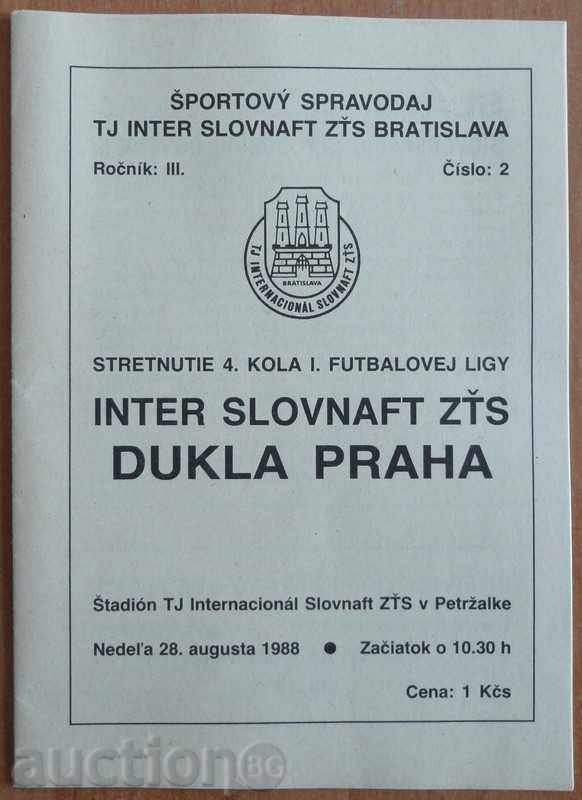 ŠPORTOVÝ SPRAVODAJ
TJ INTER SLOVNAFT ZŤS BRATISLAVA
Ročník: III. Číslo: 2
BRATISLAVA
TJ INTERNACIONÁL SLOVNAFT ZŤS
STRETNUTIE 4. KOLA I. FUTBALOVEJ LIGY
INTER SLOVNAFT ZŤS
DUKLA PRAHA
Štadión TJ Internacionál Slovnaft ZŤS v Petržalke
Nedeľa 28. augusta 1988 ● Začiatok o 10.30 h
Cena: 1 Kčs
auction BG